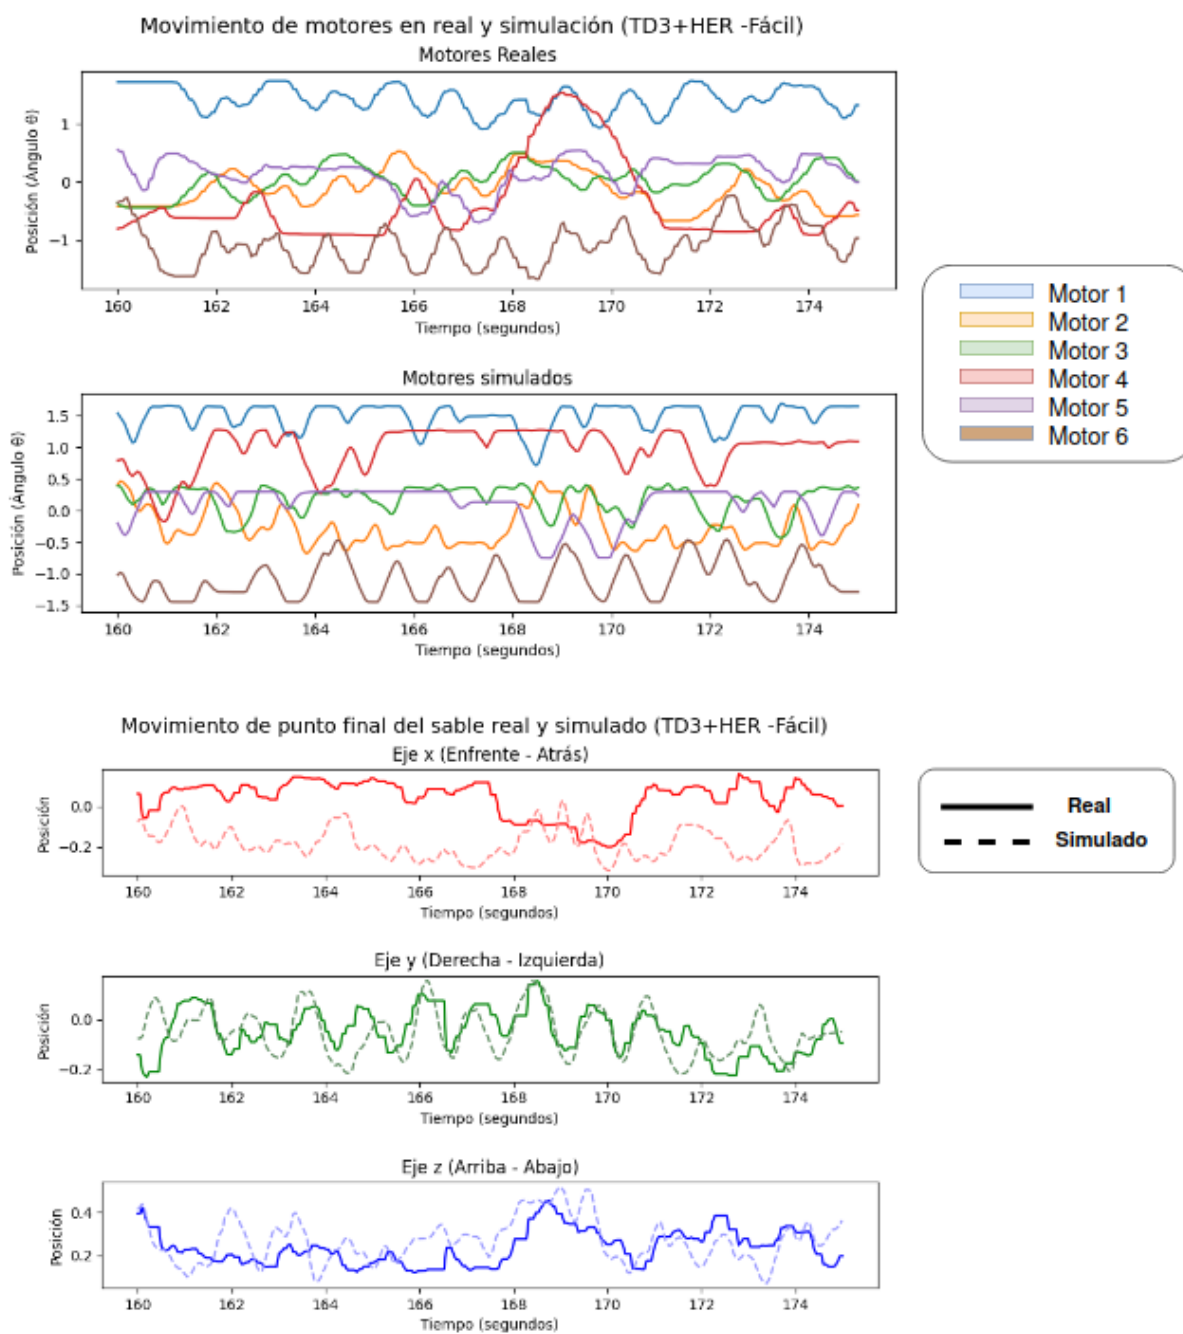 Movimiento de motores en real y simulación (TD3+HER -Fácil)
Motores Reales
Posición (Ángulo θ)
1
0
−1
160 162 164 166 168 170 172 174
Tiempo (segundos)
Motor 1
Motor 2
Motor 3
Motor 4
Motor 5
Motor 6
Motores simulados
Posición (Ángulo θ)
1.5
1.0
0.5
0.0
−0.5
−1.0
−1.5
160 162 164 166 168 170 172 174
Tiempo (segundos)
Movimiento de punto final del sable real y simulado (TD3+HER -Fácil)
Eje x (Enfrente - Atrás)
Posición
0.0
−0.2
160 162 164 166 168 170 172 174
Tiempo (segundos)
Real
Simulado
Eje y (Derecha - Izquierda)
Posición
0.0
−0.2
160 162 164 166 168 170 172 174
Tiempo (segundos)
Eje z (Arriba - Abajo)
Posición
0.4
0.2
160 162 164 166 168 170 172 174
Tiempo (segundos)